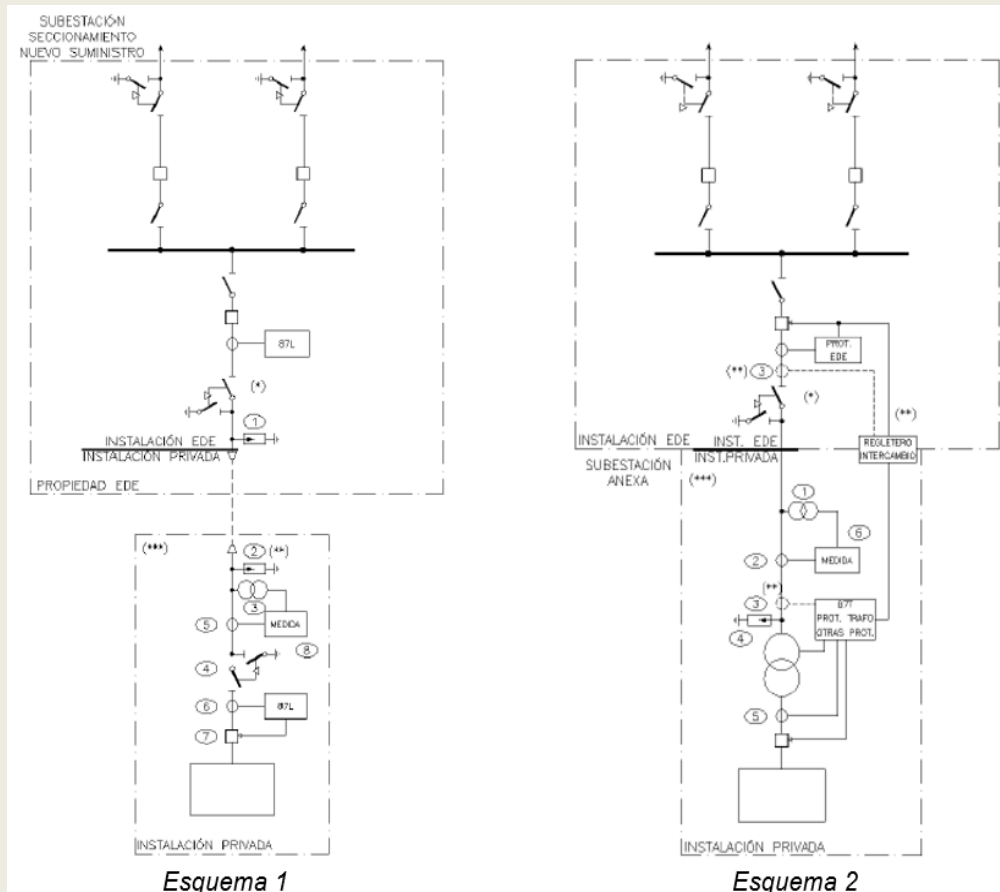 SUBESTACIÓN
SECCIONAMIENTO
NUEVO SUMINISTRO
87L
(*)
1
INSTALACIÓN EDE
INSTALACIÓN PRIVADA
PROPIEDAD EDE
(***)
2 (**)
3
MEDIDA
5
8
4
6
87L
7
INSTALACIÓN PRIVADA
Esquema 1
PROT.
EDE
(**) 3
(*)
(**)
INSTALACIÓN EDE
INST. EDE
INST.PRIVADA
REGLETERO
INTERCAMBIO
SUBESTACIÓN
ANEXA
(***)
1
6
2
MEDIDA
(**)
3
87T
PROT. TRAFO
OTRAS PROT.
4
5
INSTALACIÓN PRIVADA
Esquema 2